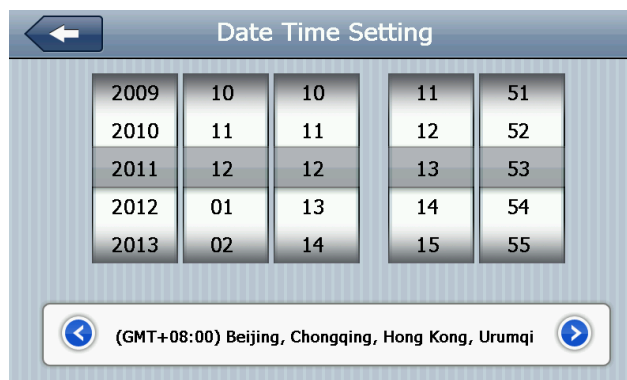 Date Time Setting
2009 10 10 11 51
2010 11 11 12 52
2011 12 12 13 53
2012 01 13 14 54
2013 02 14 15 55
(GMT+08:00) Beijing, Chongqing, Hong Kong, Urumqi